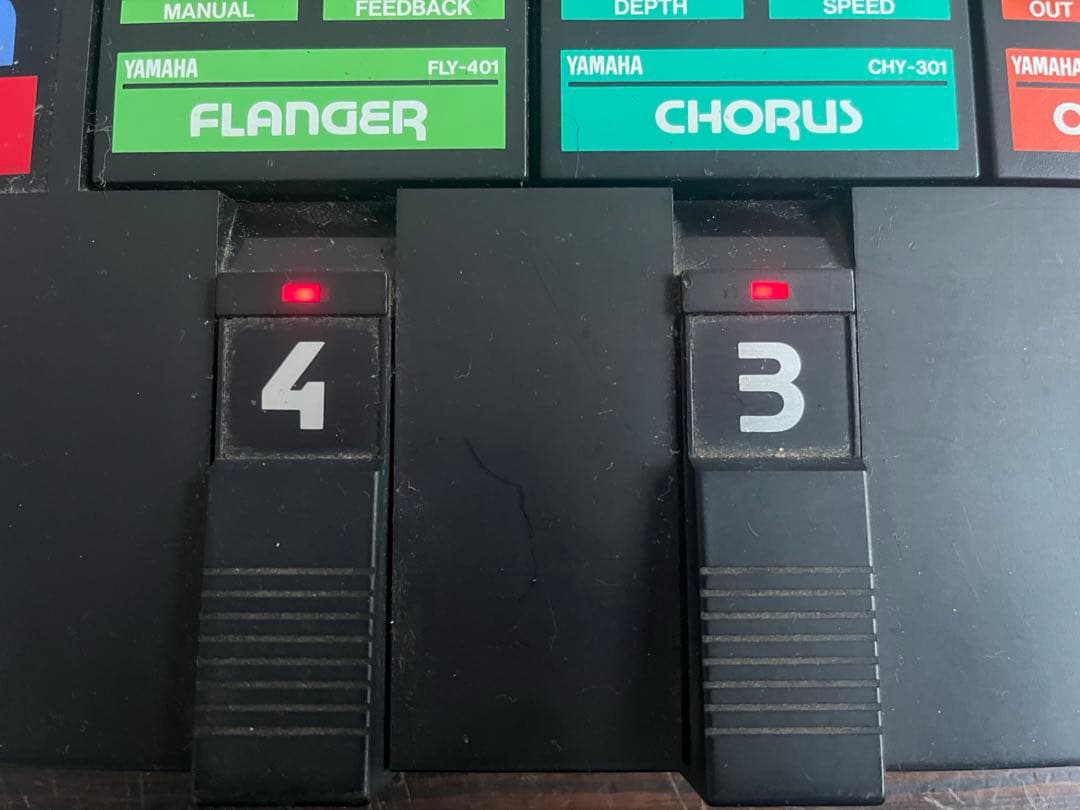 MANUAL FEEDBACK DEPTH SPEED OUT
YAMAHA FLY-401 YAMAHA CHY-301 YAMAHA
FLANGER CHORUS
4 3